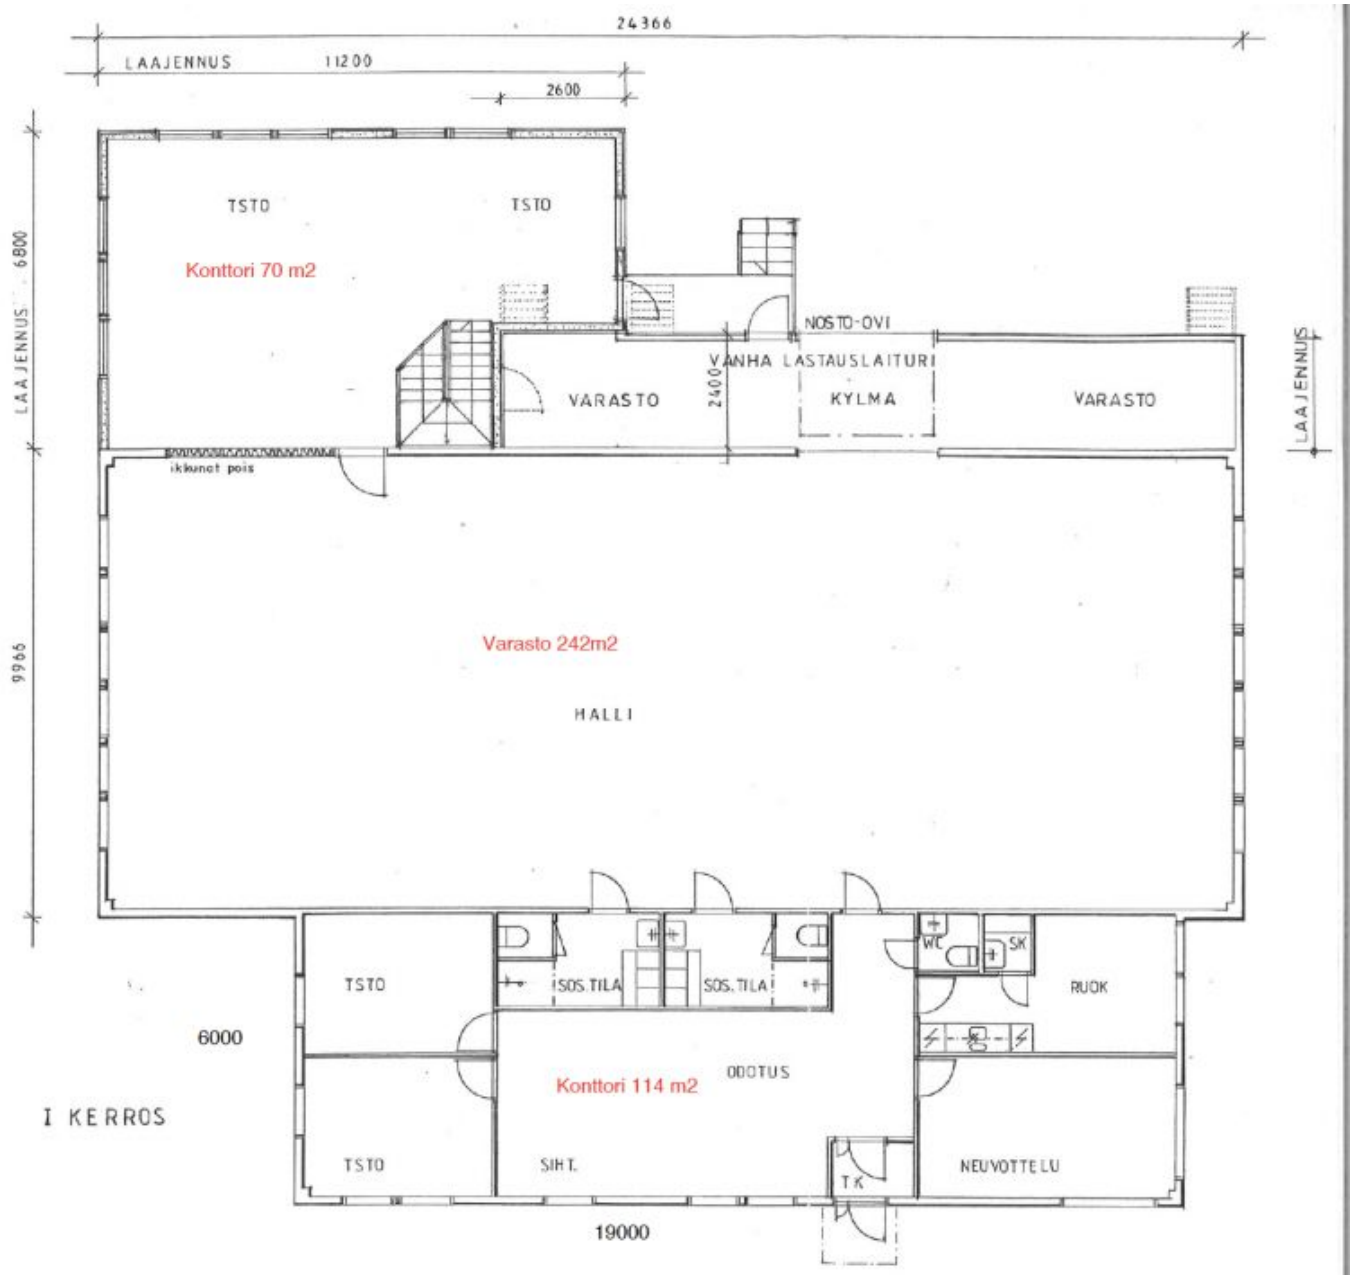 24366
LAAJENNUS 11200
2600
TSTO
TSTO
LAAJENNUS 6800
Konttori 70 m2
NOSTO-OVI
VANHA LASTAUSLAITURI
2400
VARASTO
KYLMA
VARASTO
LAAJENNUS
ikkunat pois
9966
Varasto 242m2
HALLI
WC
SK
TSTO
SOS.TILA
SOS.TILA
RUOK
6000
ODOTUS
Konttori 114 m2
I KERROS
TSTO
SIHT.
TK
NEUVOTTELU
19000